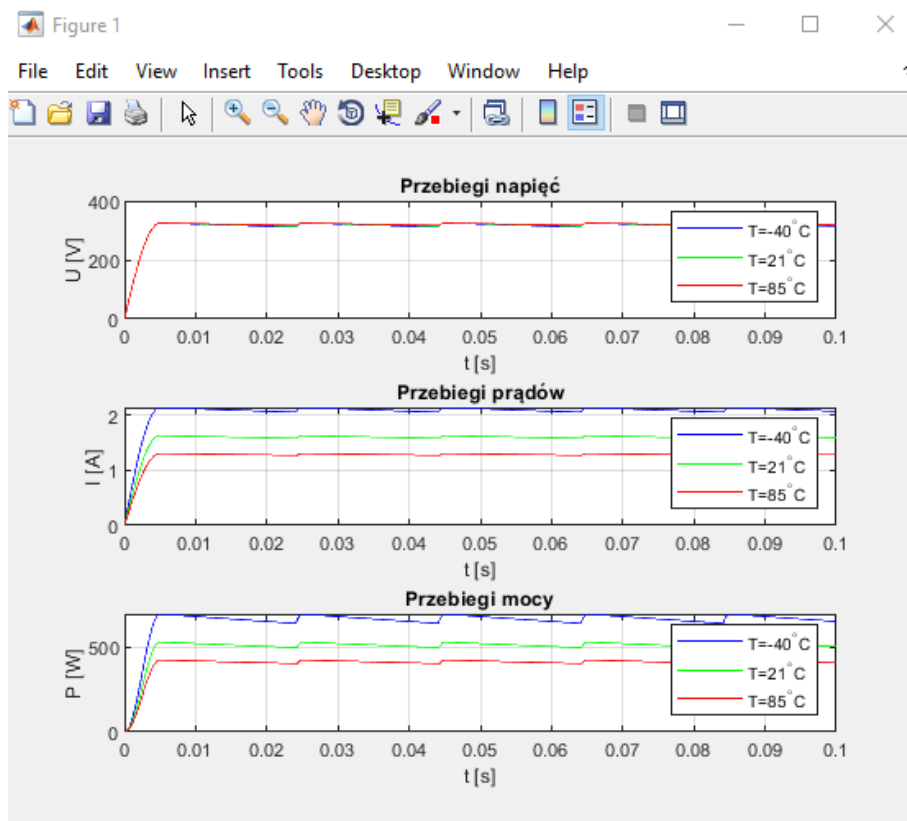 Figure 1
File Edit View Insert Tools Desktop Window Help
Przebiegi napięć
400
200
0
U [V]
T=-40°C
T=21°C
T=85°C
0 0.01 0.02 0.03 0.04 0.05 0.06 0.07 0.08 0.09 0.1
t [s]
Przebiegi prądów
2
1
0
I [A]
T=-40°C
T=21°C
T=85°C
0 0.01 0.02 0.03 0.04 0.05 0.06 0.07 0.08 0.09 0.1
t [s]
Przebiegi mocy
500
0
P [W]
T=-40°C
T=21°C
T=85°C
0 0.01 0.02 0.03 0.04 0.05 0.06 0.07 0.08 0.09 0.1
t [s]